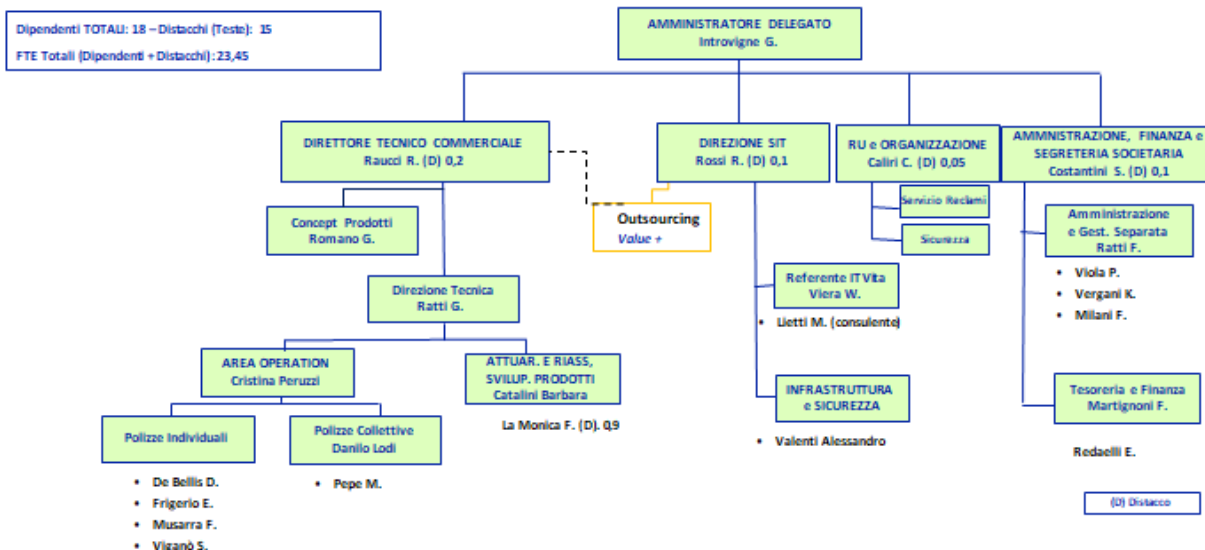 Dipendenti TOTALI: 18 – Distacchi (Teste): 15
FTE Totali (Dipendenti + Distacchi): 23,45
AMMINISTRATORE DELEGATO
Introvigne G.
DIRETTORE TECNICO COMMERCIALE
Raucci R. (D) 0,2
DIREZIONE SIT
Rossi R. (D) 0,1
RU e ORGANIZZAZIONE
Caliri C. (D) 0,05
AMMNISTRAZIONE, FINANZA e
SEGRETERIA SOCIETARIA
Costantini S. (D) 0,1
Concept Prodotti
Romano G.
Outsourcing
Value +
Servizio Reclami
Sicurezza
Amministrazione
e Gest. Separata
Ratti F.
• Viola P.
• Vergani K.
• Milani F.
Direzione Tecnica
Ratti G.
Referente IT Vita
Viera W.
• Lietti M. (consulente)
AREA OPERATION
Cristina Peruzzi
ATTUAR. E RIASS,
SVILUP. PRODOTTI
Catalini Barbara
La Monica F. (D). 0,9
INFRASTRUTTURA
e SICUREZZA
• Valenti Alessandro
Tesoreria e Finanza
Martignoni F.
Redaelli E.
Polizze Individuali
• De Bellis D.
• Frigerio E.
• Musarra F.
• Viganò S.
Polizze Collettive
Danilo Lodi
• Pepe M.
(D) Distacco